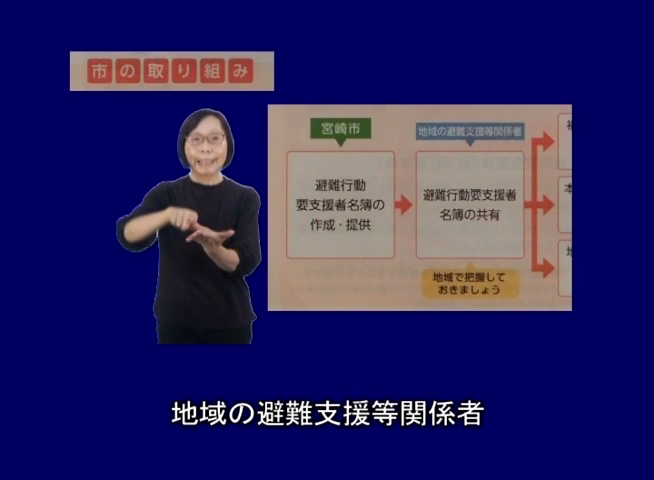 市の取り組み
宮崎市
避難行動
要支援者名簿の
作成・提供
地域の避難支援等関係者
避難行動要支援者
名簿の共有
地域で把握して
おきましょう
地域の避難支援等関係者